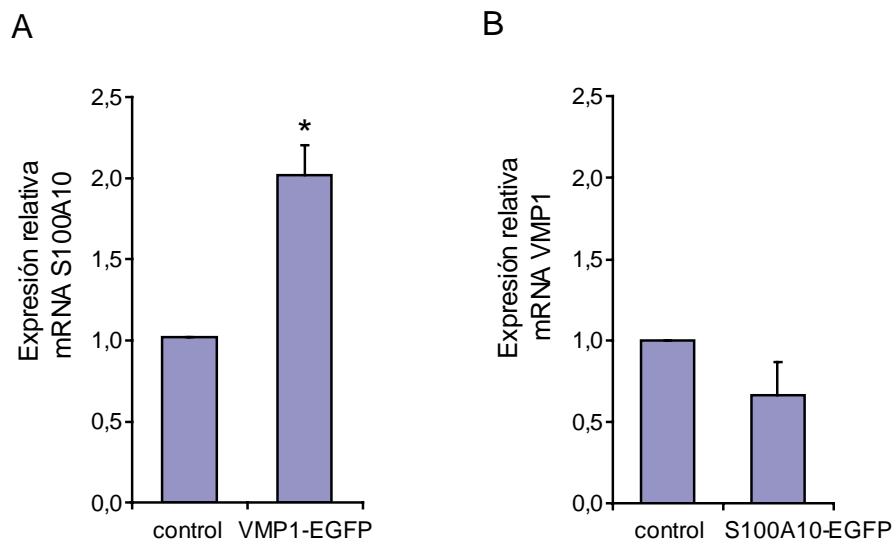 A
Expresión relativa
mRNA S100A10
2,5
2,0
1,5
1,0
0,5
0,0
*
control VMP1-EGFP
B
Expresión relativa
mRNA VMP1
2,5
2,0
1,5
1,0
0,5
0,0
control S100A10-EGFP